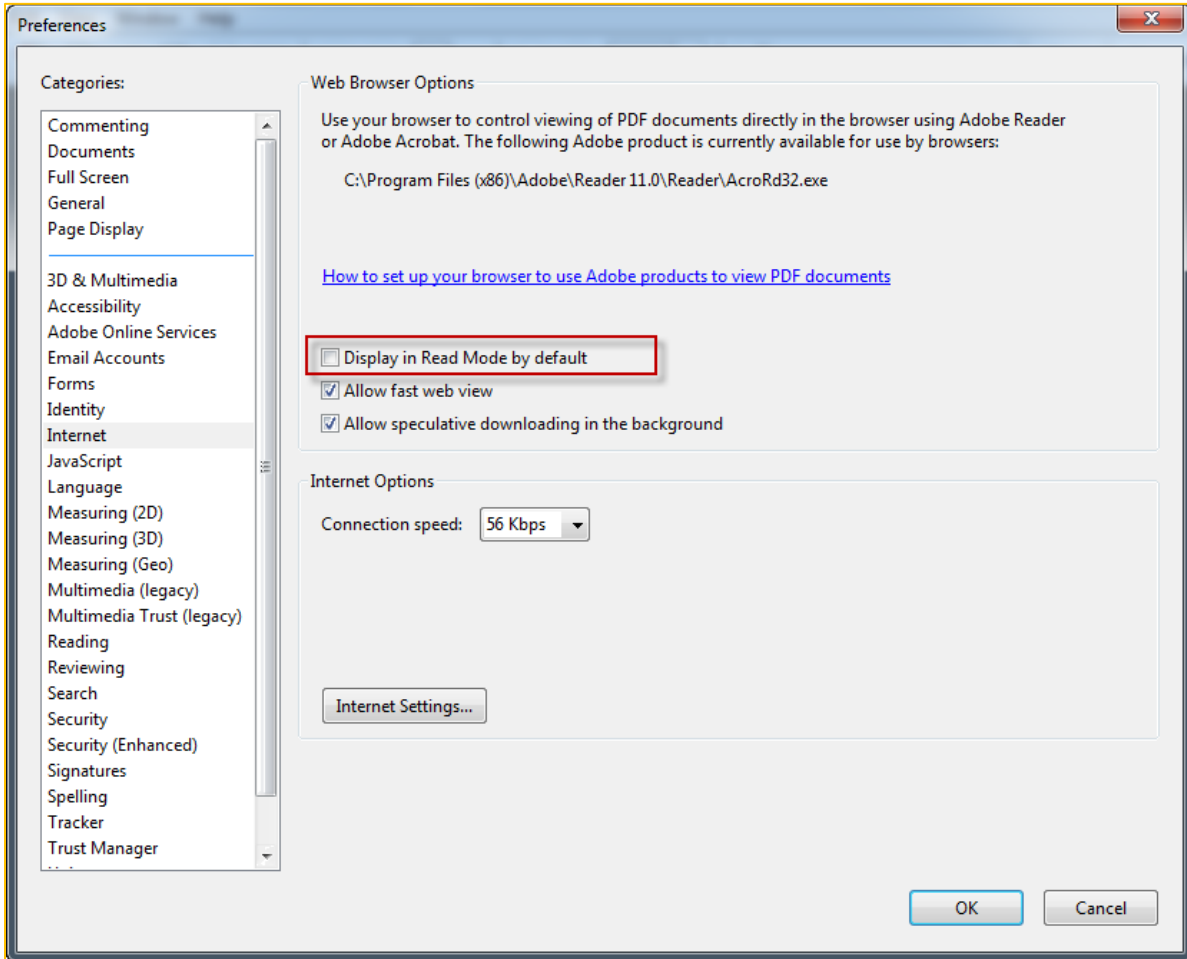 Preferences
Categories:
Commenting
Documents
Full Screen
General
Page Display
3D & Multimedia
Accessibility
Adobe Online Services
Email Accounts
Forms
Identity
Internet
JavaScript
Language
Measuring (2D)
Measuring (3D)
Measuring (Geo)
Multimedia (legacy)
Multimedia Trust (legacy)
Reading
Reviewing
Search
Security
Security (Enhanced)
Signatures
Spelling
Tracker
Trust Manager
Web Browser Options
Use your browser to control viewing of PDF documents directly in the browser using Adobe Reader
or Adobe Acrobat. The following Adobe product is currently available for use by browsers:
C:\Program Files (x86)\Adobe\Reader 11.0\Reader\AcroRd32.exe
How to set up your browser to use Adobe products to view PDF documents
Display in Read Mode by default
Allow fast web view
Allow speculative downloading in the background
Internet Options
Connection speed: 56 Kbps
Internet Settings...
OK
Cancel